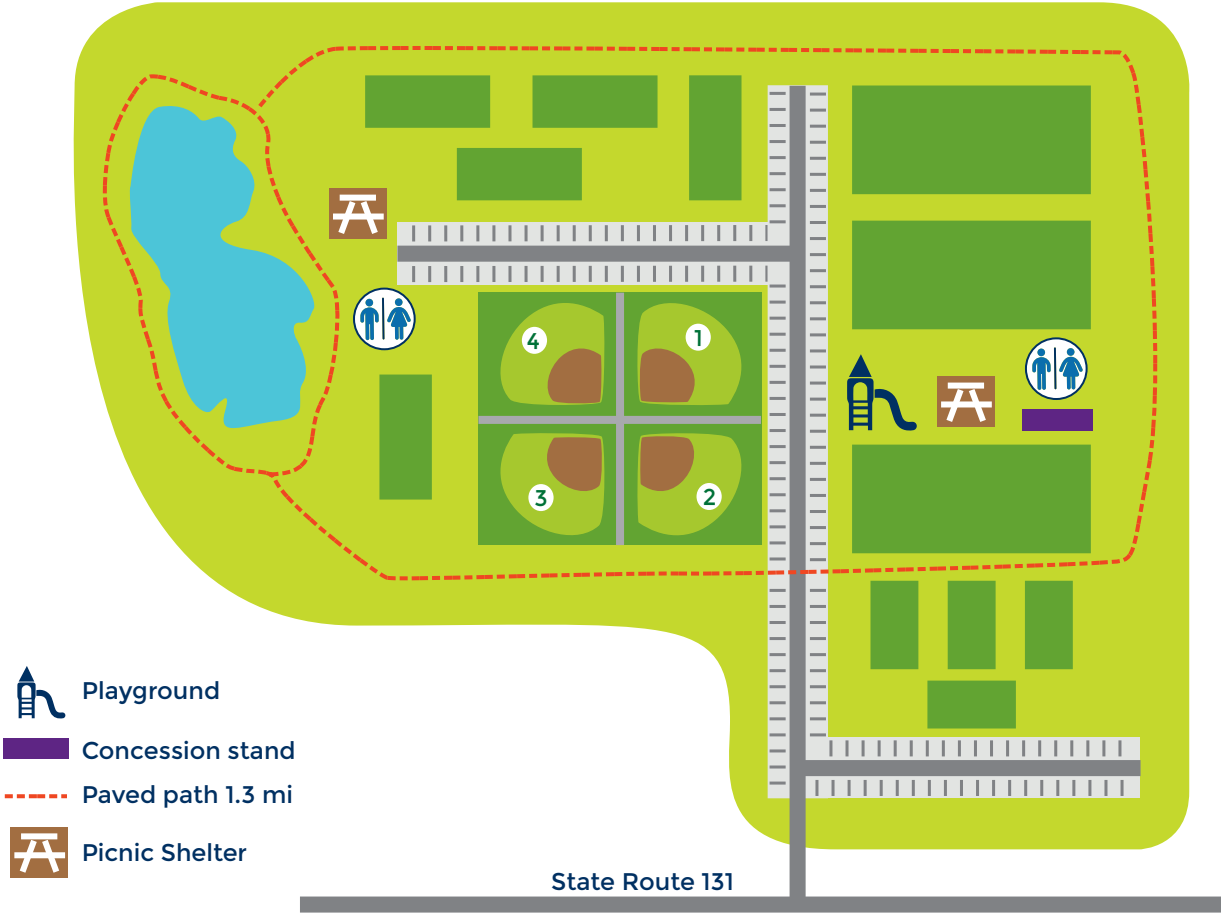 4
1
3
2
Playground
Concession stand
Paved path 1.3 mi
Picnic Shelter
State Route 131